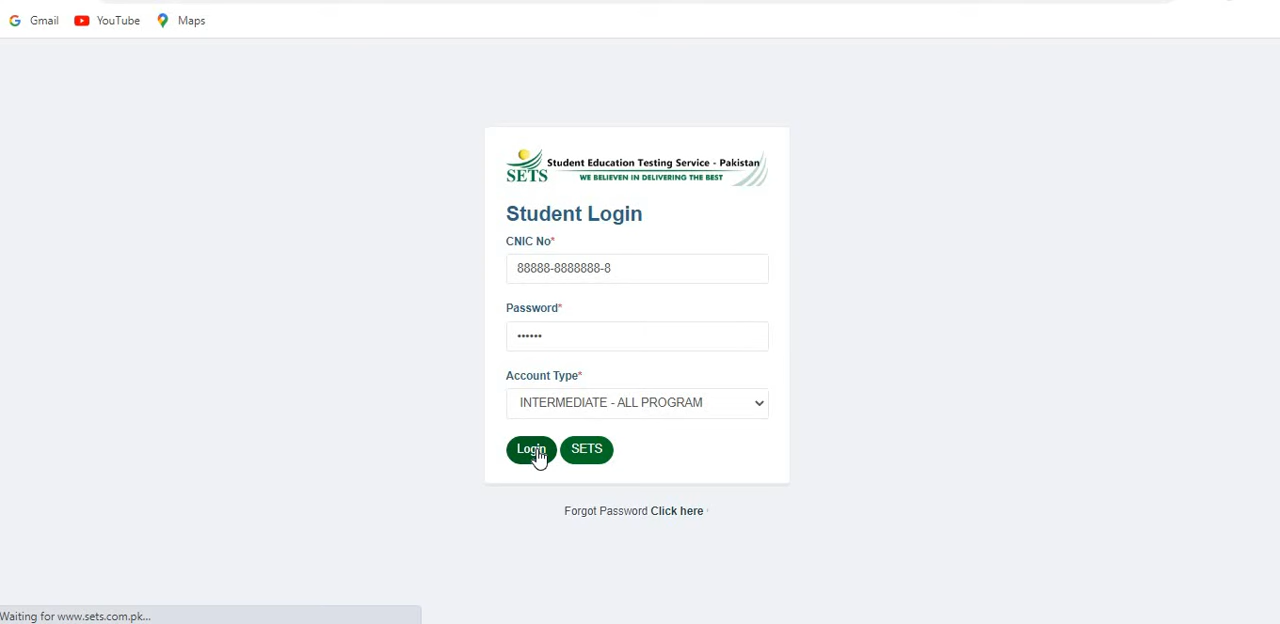 Gmail YouTube Maps
Student Education Testing Service - Pakistan
SETS WE BELIEVEN IN DELIVERING THE BEST
Student Login
CNIC No*
88888-8888888-8
Password*
••••••
Account Type*
INTERMEDIATE - ALL PROGRAM
Login SETS
Forgot Password Click here
Waiting for www.sets.com.pk...